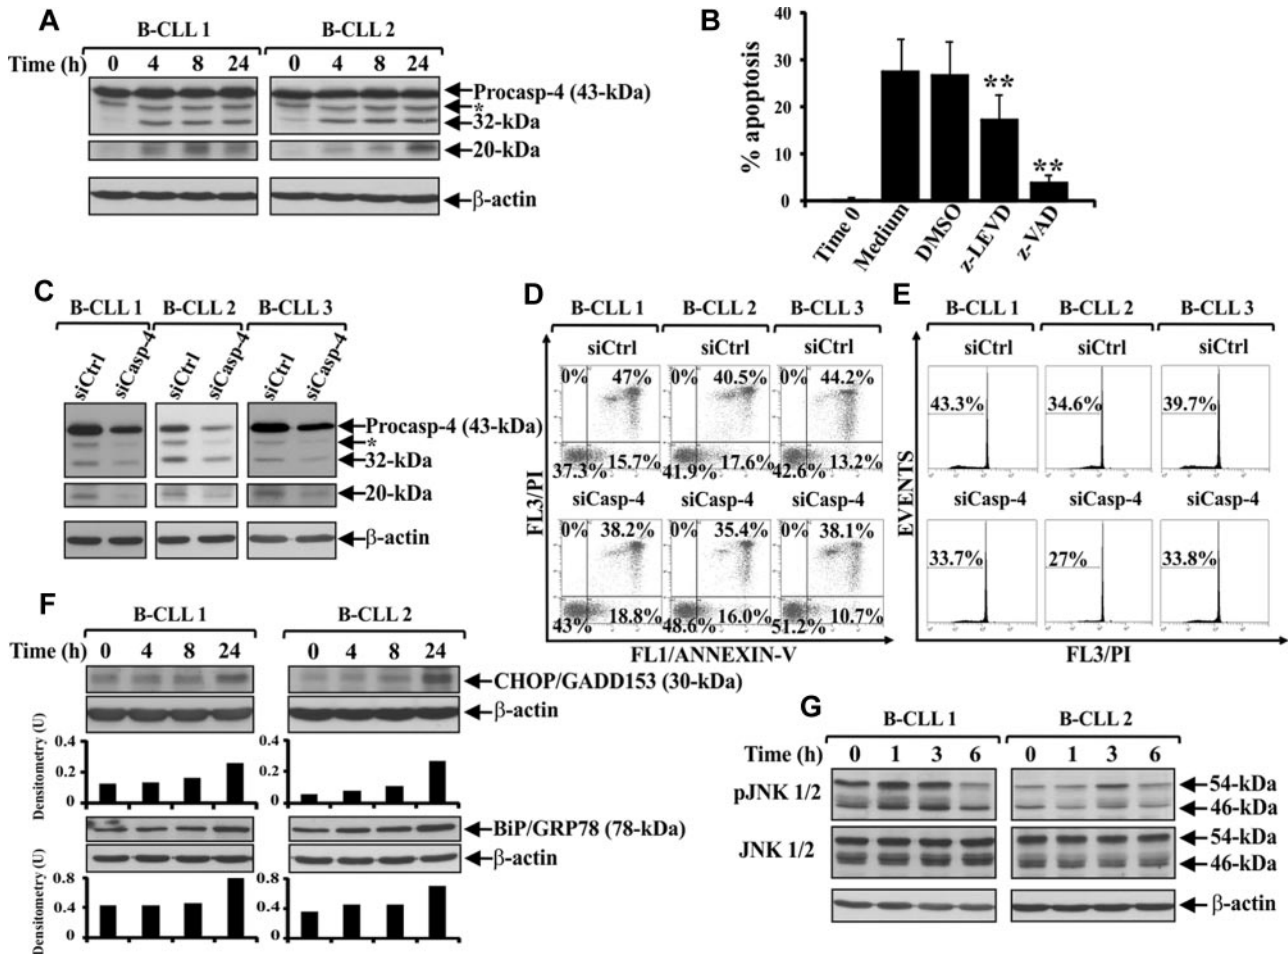 A
B-CLL 1 B-CLL 2
Time (h) 0 4 8 24 0 4 8 24
Procasp-4 (43-kDa)
*
32-kDa
20-kDa
β-actin
B
% apoptosis
40
30
20
10
0
** **
Time 0 Medium DMSO z-LEVD z-VAD
C
B-CLL 1 B-CLL 2 B-CLL 3
siCtrl siCasp-4 siCtrl siCasp-4 siCtrl siCasp-4
Procasp-4 (43-kDa)
*
32-kDa
20-kDa
β-actin
D
B-CLL 1 B-CLL 2 B-CLL 3
siCtrl siCtrl siCtrl
0% 47% 0% 40.5% 0% 44.2%
37.3% 15.7% 41.9% 17.6% 42.6% 13.2%
siCasp-4 siCasp-4 siCasp-4
0% 38.2% 0% 35.4% 0% 38.1%
43% 18.8% 48.6% 16.0% 51.2% 10.7%
FL3/PI
FL1/ANNEXIN-V
E
B-CLL 1 B-CLL 2 B-CLL 3
siCtrl siCtrl siCtrl
43.3% 34.6% 39.7%
siCasp-4 siCasp-4 siCasp-4
33.7% 27% 33.8%
EVENTS
FL3/PI
F
B-CLL 1 B-CLL 2
Time (h) 0 4 8 24 0 4 8 24
CHOP/GADD153 (30-kDa)
β-actin
Densitometry (U)
0.4 0.4
0.2 0.2
0 0
BiP/GRP78 (78-kDa)
β-actin
Densitometry (U)
0.8 0.8
0.4 0.4
0 0
G
B-CLL 1 B-CLL 2
Time (h) 0 1 3 6 0 1 3 6
pJNK 1/2
54-kDa
46-kDa
JNK 1/2
54-kDa
46-kDa
β-actin